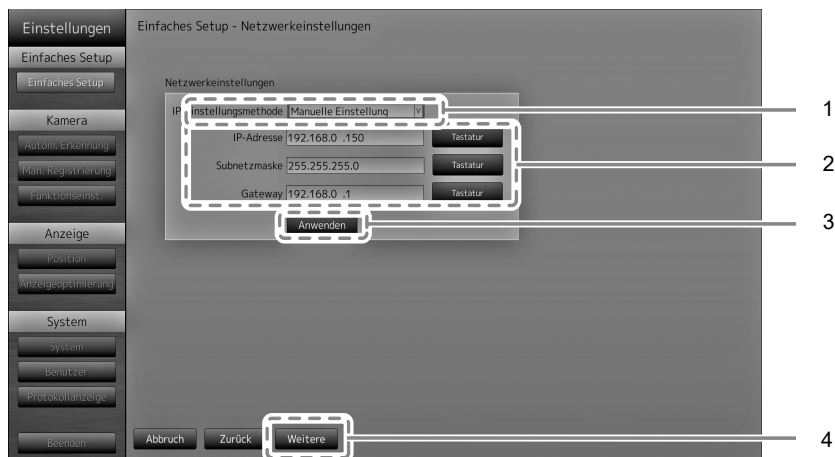 Einstellungen
Einfaches Setup
Einfaches Setup
Kamera
Autom. Erkennung
Man. Registrierung
Funktionseinst.
Anzeige
Position
Anzeigeoptimierung
System
System
Benutzer
Protokollanzeige
Beenden
Einfaches Setup - Netzwerkeinstellungen
Netzwerkeinstellungen
IP-Einstellungsmethode Manuelle Einstellung
IP-Adresse 192.168.0 .150 Tastatur
Subnetzmaske 255.255.255.0 Tastatur
Gateway 192.168.0 .1 Tastatur
Anwenden
Abbruch Zurück Weitere
1
2
3
4